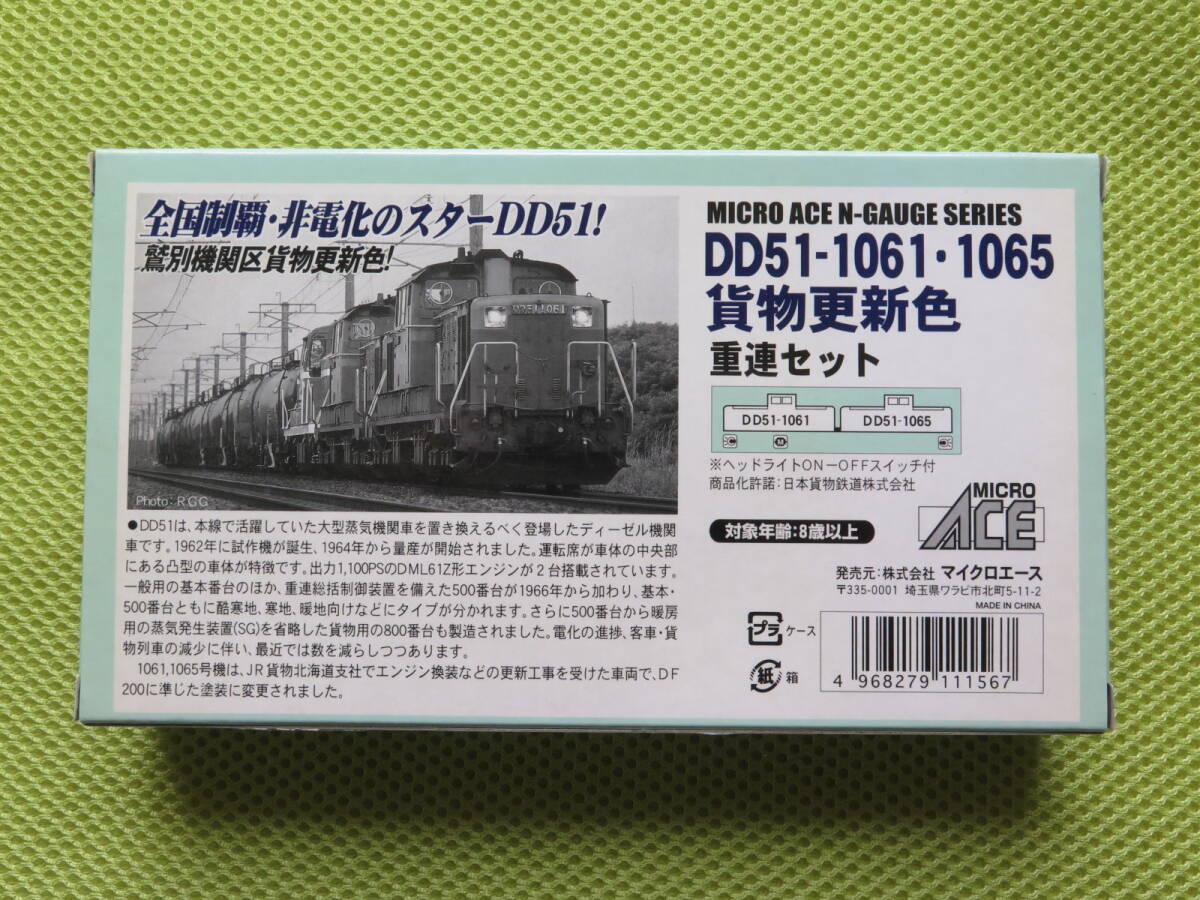 全国制覇・非電化のスターDD51!
鷲別機関区貨物更新色!
Photo:RGG
●DD51は、本線で活躍していた大型蒸気機関車を置き換えるべく登場したディーゼル機関
車です。1962年に試作機が誕生、1964年から量産が開始されました。運転席が車体の中央部
にある凸型の車体が特徴です。出力1,100PSのDML61Z形エンジンが2台搭載されています。
一般用の基本番台のほか、重連総括制御装置を備えた500番台が1966年から加わり、基本・
500番台ともに酷寒地、寒地、暖地向けなどにタイプが分かれます。さらに500番台から暖房
用の蒸気発生装置(SG)を省略した貨物用の800番台も製造されました。電化の進捗、客車・貨
物列車の減少に伴い、最近では数を減らしつつあります。
1061,1065号機は、JR貨物北海道支社でエンジン換装などの更新工事を受けた車両で、DF
200に準じた塗装に変更されました。
MICRO ACE N-GAUGE SERIES
DD51-1061・1065
貨物更新色
重連セット
DD51-1061 DD51-1065
※ヘッドライトON-OFFスイッチ付
商品化許諾:日本貨物鉄道株式会社
対象年齢:8歳以上
MICRO
ACE
発売元:株式会社 マイクロエース
〒335-0001 埼玉県ワラビ市北町5-11-2
MADE IN CHINA
プラ ケース
紙 箱
4 968279 111567